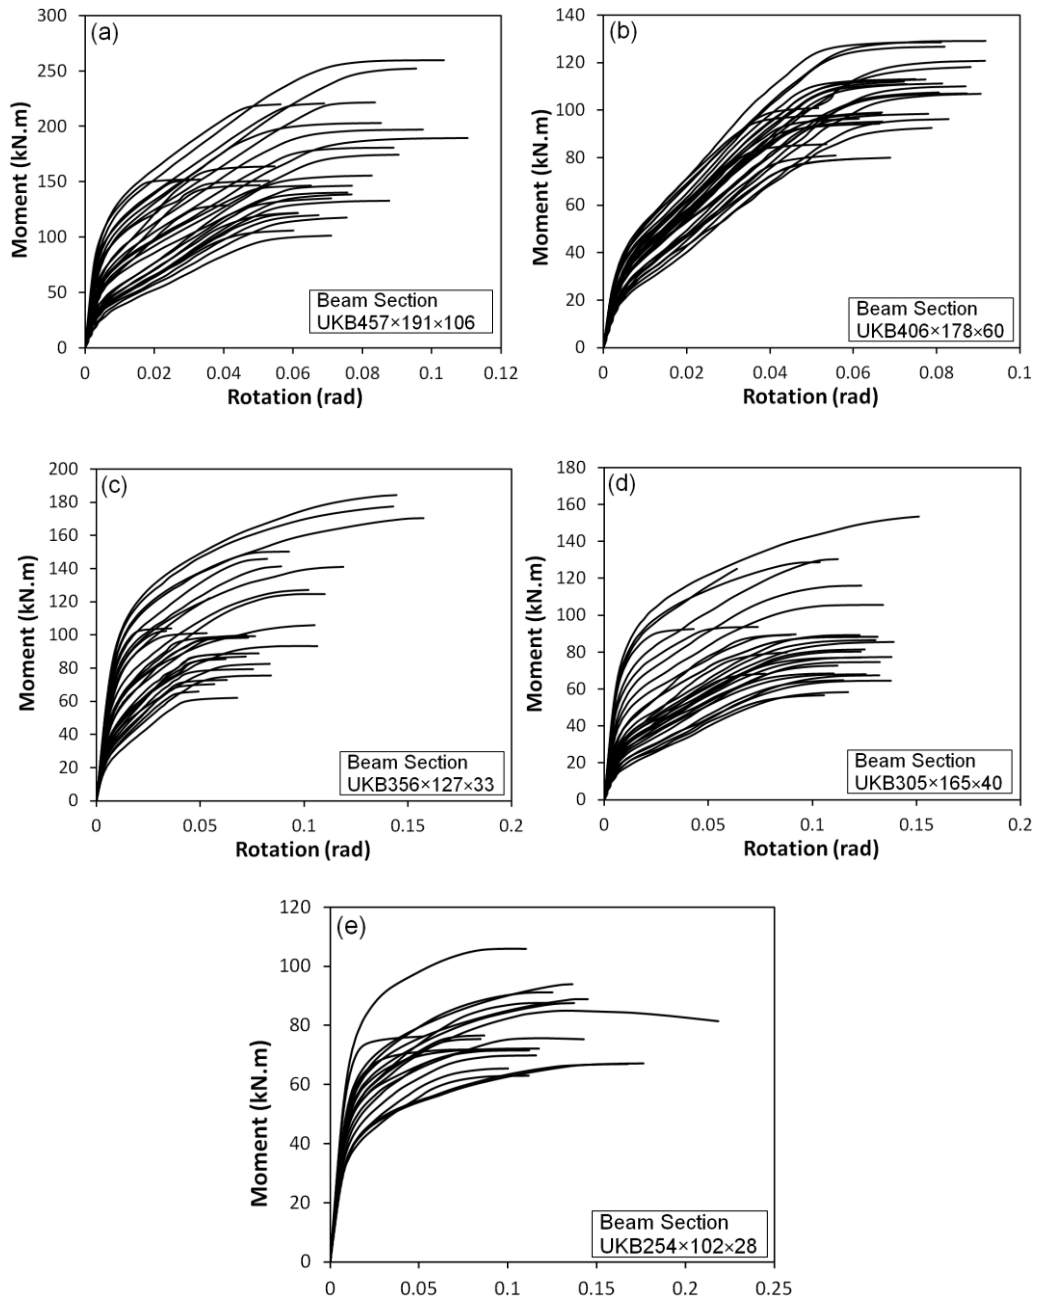 (a)
Moment (kN.m)
300
250
200
150
100
50
0
0 0.02 0.04 0.06 0.08 0.1 0.12
Rotation (rad)
Beam Section
UKB457×191×106
(b)
Moment (kN.m)
140
120
100
80
60
40
20
0
0 0.02 0.04 0.06 0.08 0.1
Rotation (rad)
Beam Section
UKB406×178×60
(c)
Moment (kN.m)
200
180
160
140
120
100
80
60
40
20
0
0 0.05 0.1 0.15 0.2
Rotation (rad)
Beam Section
UKB356×127×33
(d)
Moment (kN.m)
180
160
140
120
100
80
60
40
20
0
0 0.05 0.1 0.15 0.2
Rotation (rad)
Beam Section
UKB305×165×40
(e)
Moment (kN.m)
120
100
80
60
40
20
0
0 0.05 0.1 0.15 0.2 0.25
Beam Section
UKB254×102×28